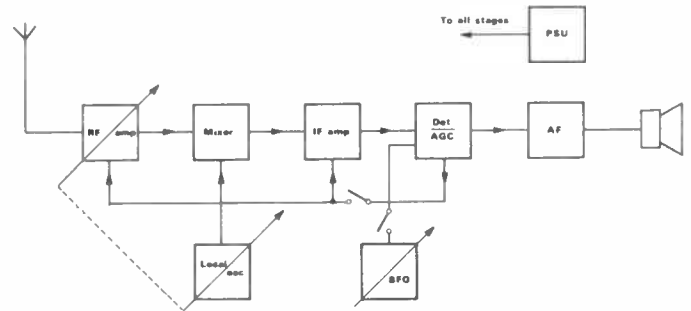 To all stages
PSU
RF amp
Mixer
IF amp
Det
AGC
AF
Local osc
BFO